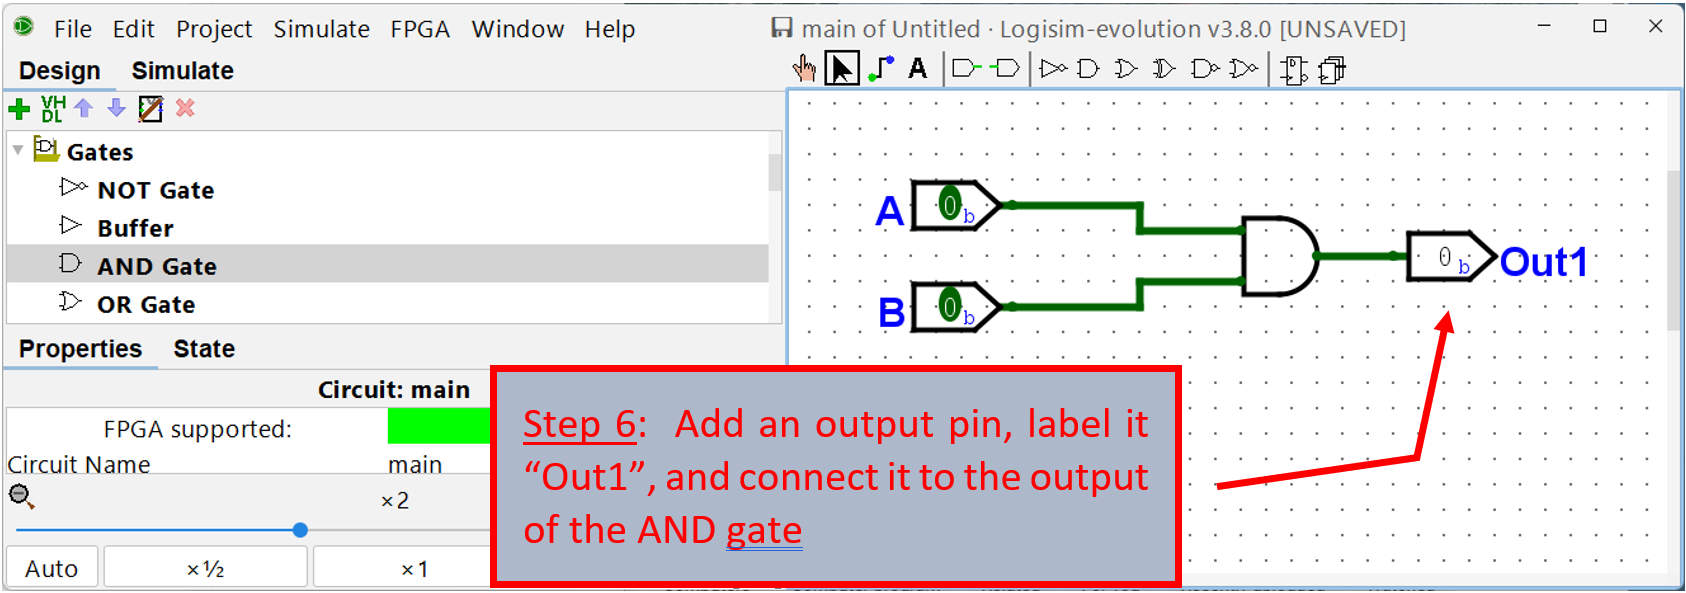 File Edit Project Simulate FPGA Window Help
main of Untitled · Logisim-evolution v3.8.0 [UNSAVED]
Design Simulate
A
VH
DL
Gates
NOT Gate
Buffer
AND Gate
OR Gate
A 0 b
B 0 b
0 b Out1
Properties State
Circuit: main
FPGA supported:
Circuit Name main
×2
Auto ×½ ×1
Step 6: Add an output pin, label it
“Out1”, and connect it to the output
of the AND gate